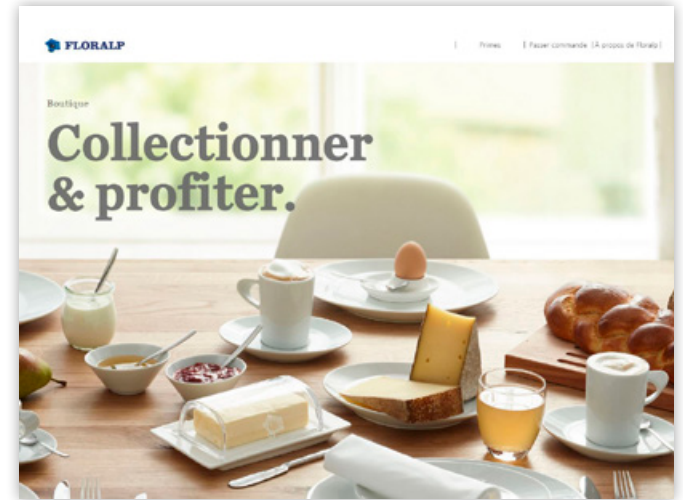 FLORALP
| Primes | Passer commande | À propos de Floralp |
Boutique
Collectionner
& profiter.